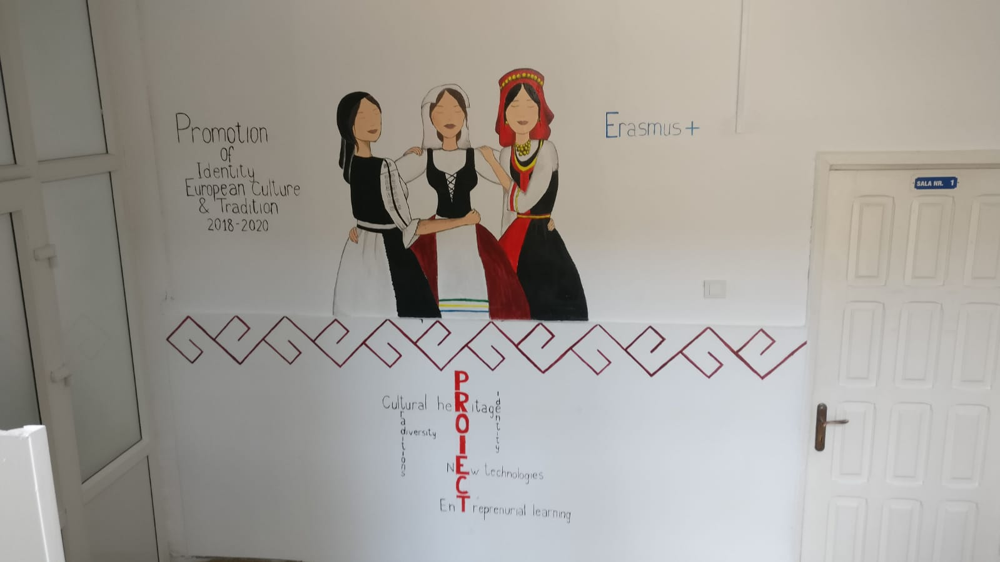 Promotion
Of
Identity
European Culture
& Tradition
2018-2020
Erasmus+
SALA NR. 1
PROIECT
Cultural heRitage
Identity
Traditions
diversity
NEw technologies
EnTreprenurial learning